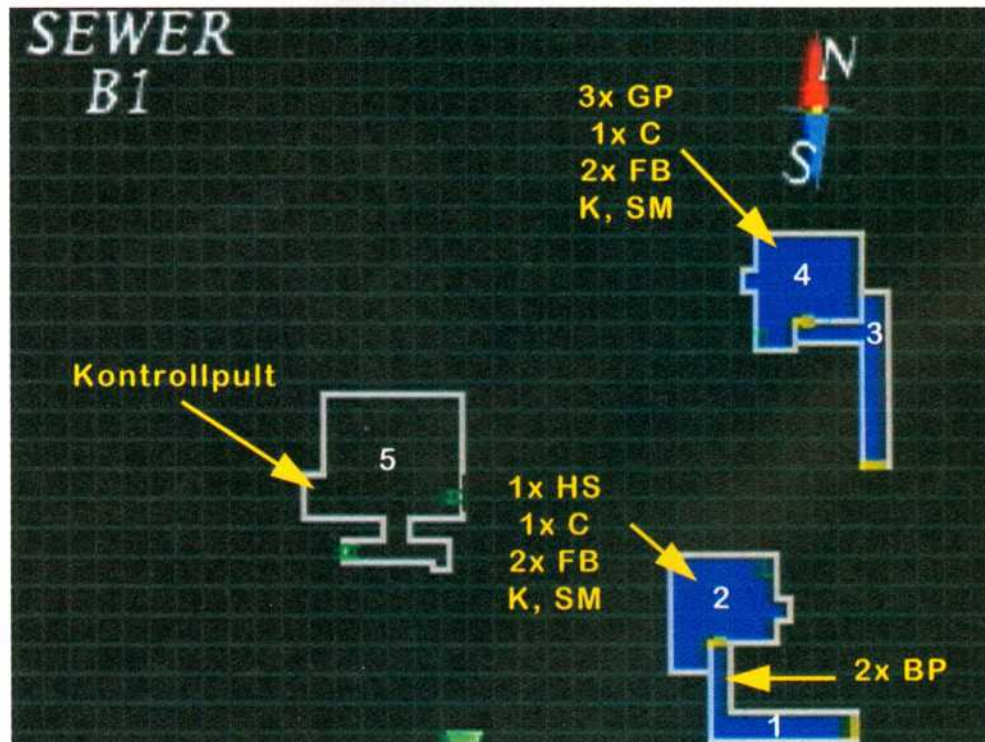 SEWER
B1
N
S
3x GP
1x C
2x FB
K, SM
4
3
Kontrollpult
5
1x HS
1x C
2x FB
K, SM
2
2x BP
1